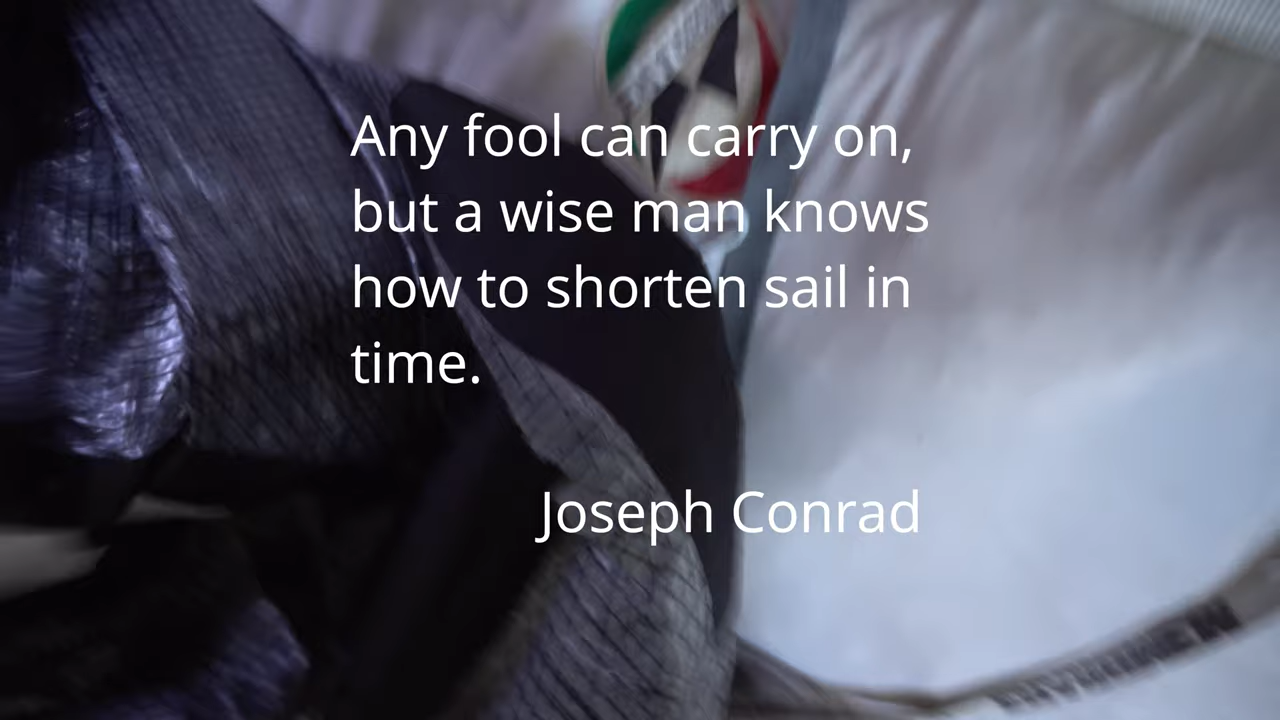 Any fool can carry on,
but a wise man knows
how to shorten sail in
time.
Joseph Conrad